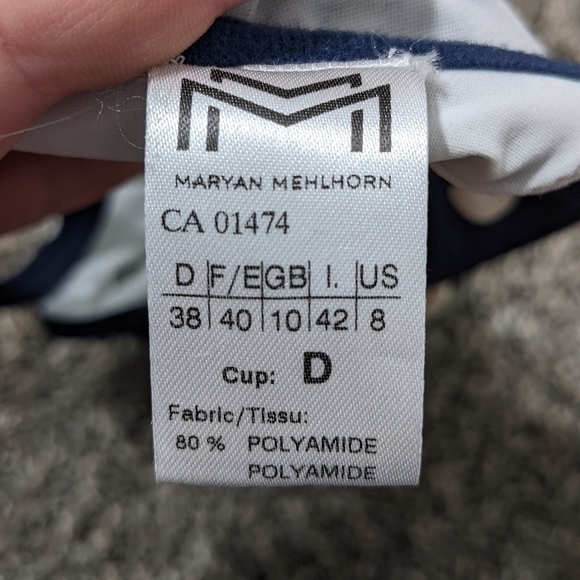 MARYAN MEHLHORN
CA 01474
D F/E GB I. US
38 40 10 42 8
Cup: D
Fabric/Tissu:
80 % POLYAMIDE
POLYAMIDE